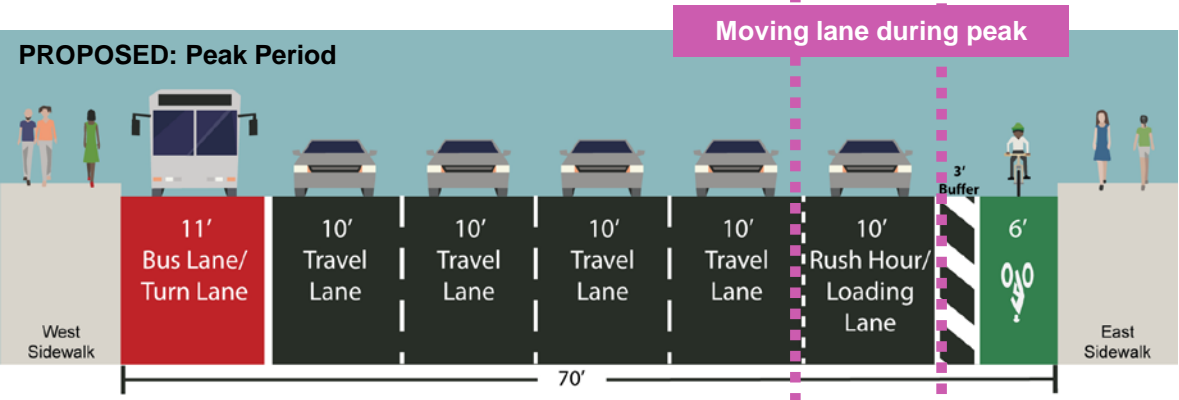 Moving lane during peak
PROPOSED: Peak Period
3'
Buffer
11'
Bus Lane/
Turn Lane
10'
Travel
Lane
10'
Travel
Lane
10'
Travel
Lane
10'
Travel
Lane
10'
Rush Hour/
Loading
Lane
6'
West
Sidewalk
East
Sidewalk
70'